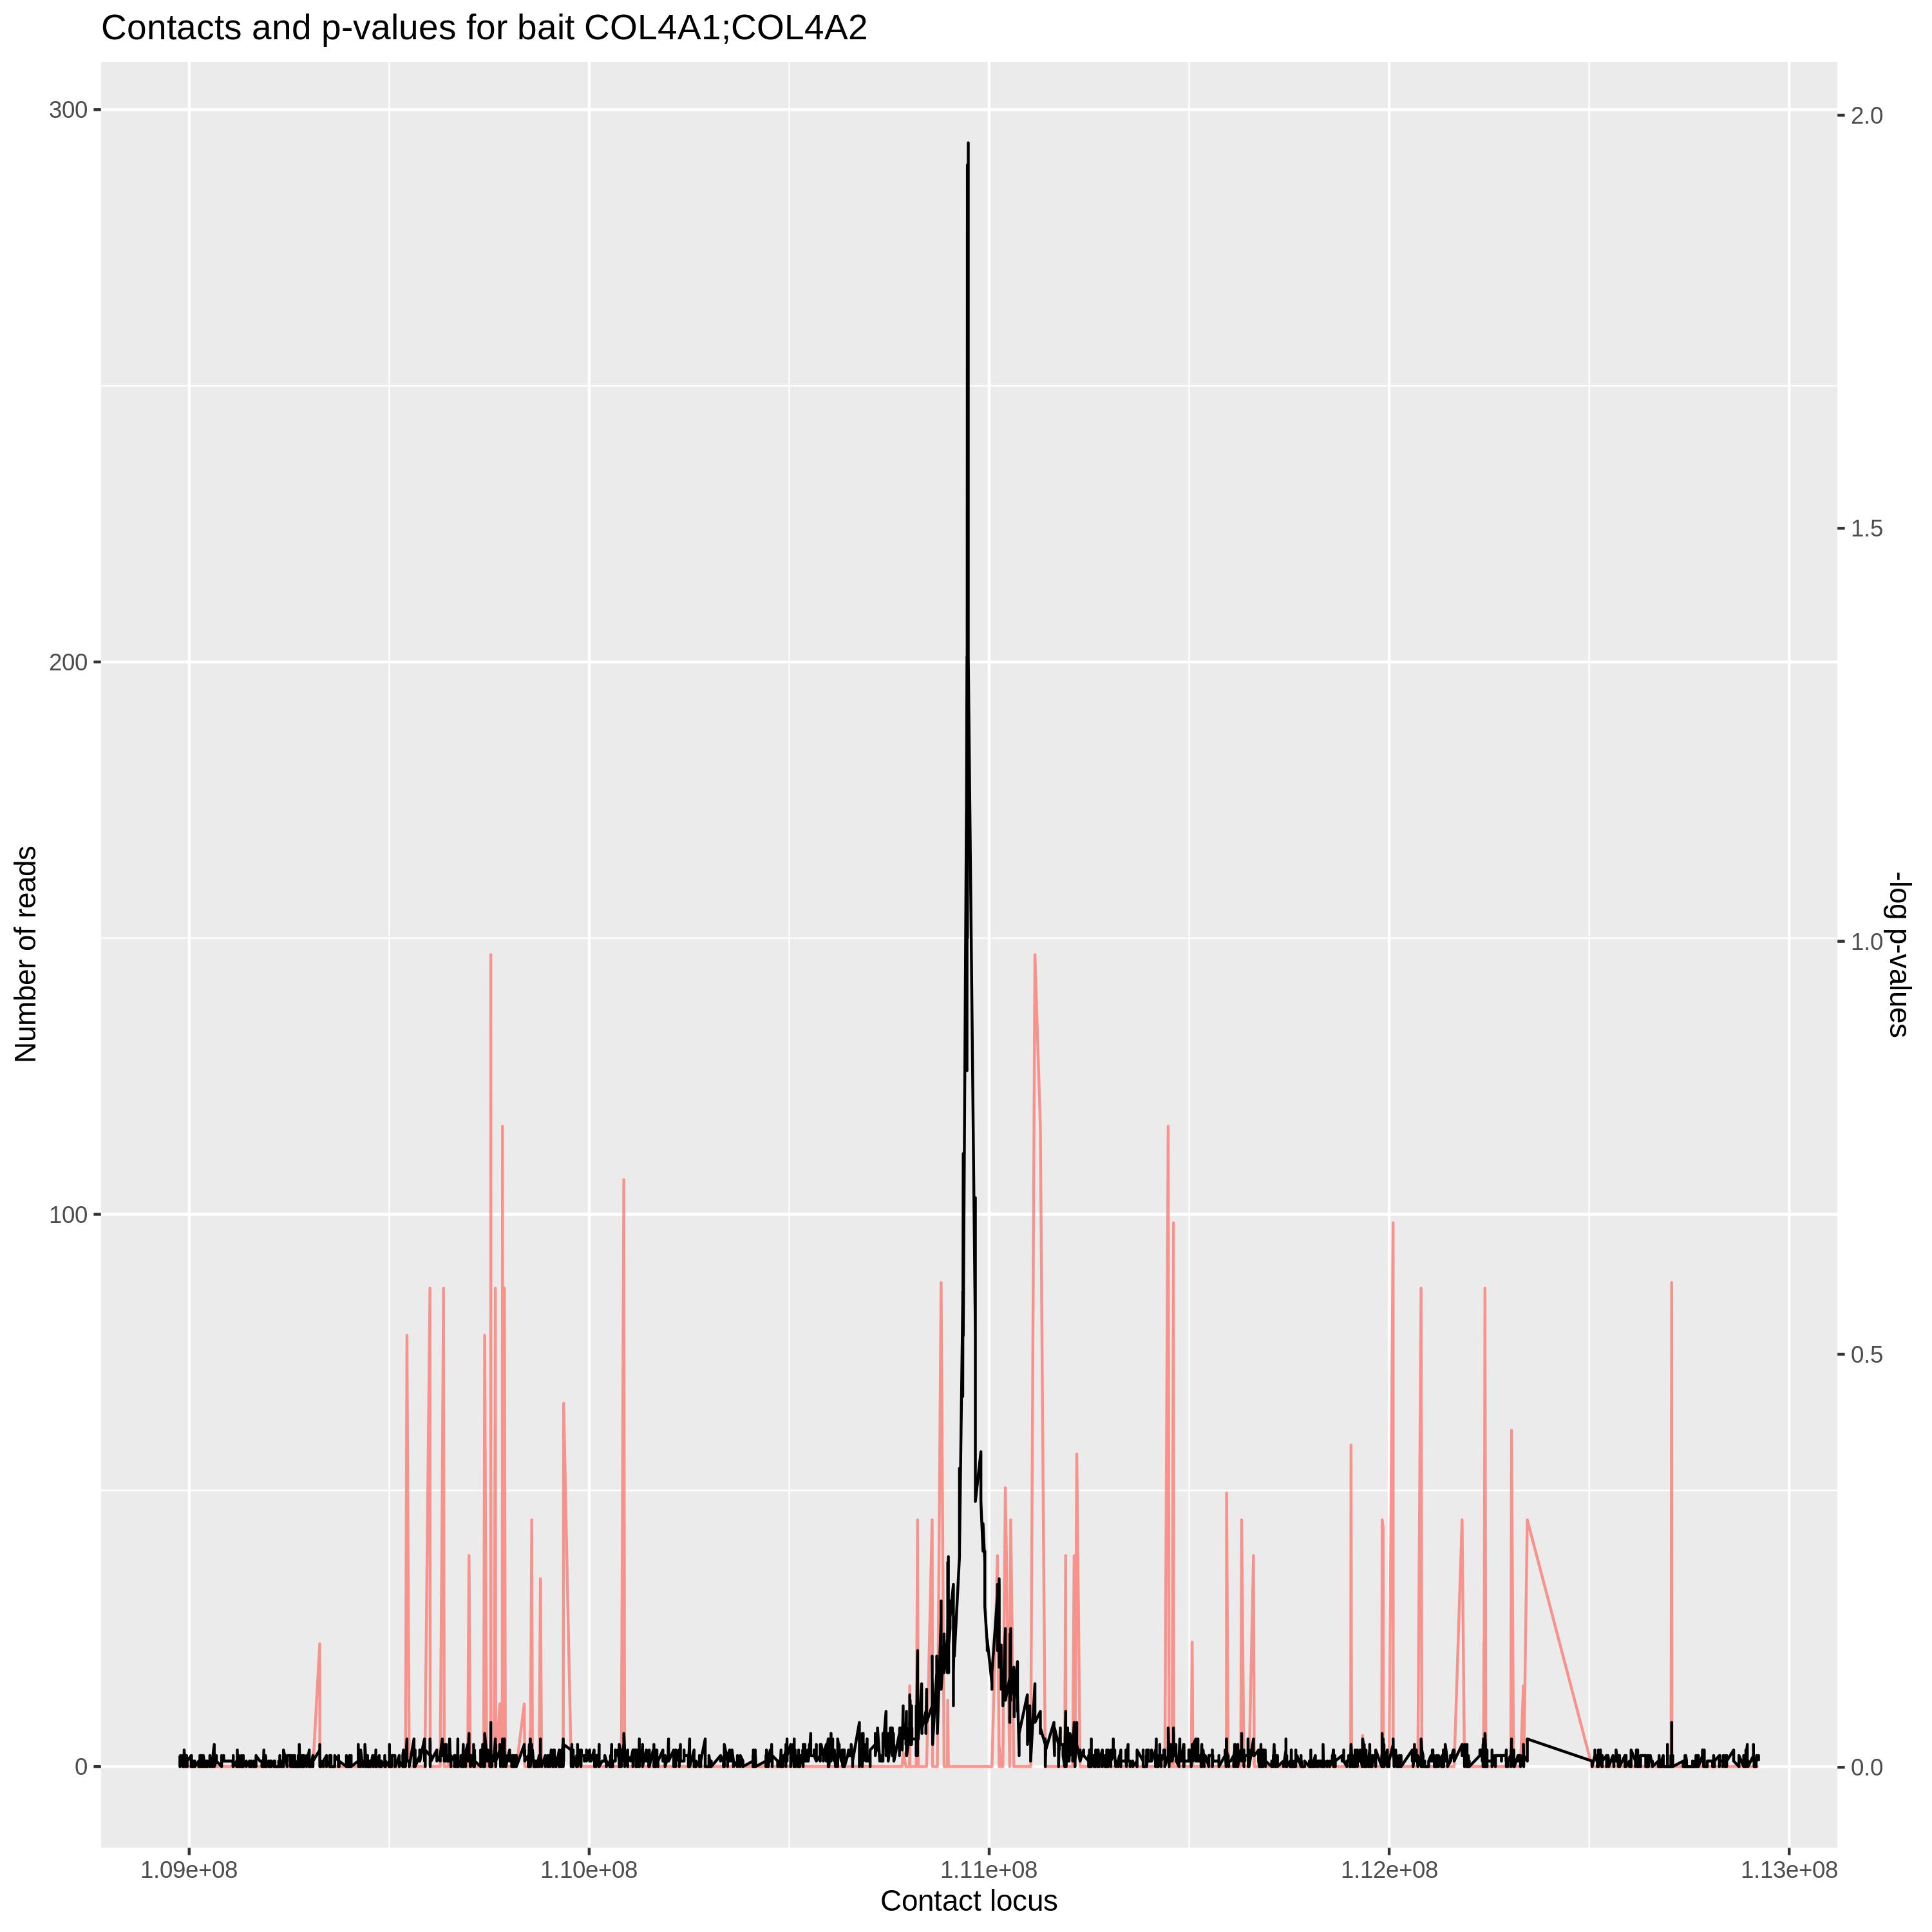 Contacts and p-values for bait COL4A1;COL4A2
300
200
100
0
Number of reads
2.0
1.5
1.0
0.5
0.0
-log p-values
1.09e+08
1.10e+08
1.11e+08
1.12e+08
1.13e+08
Contact locus